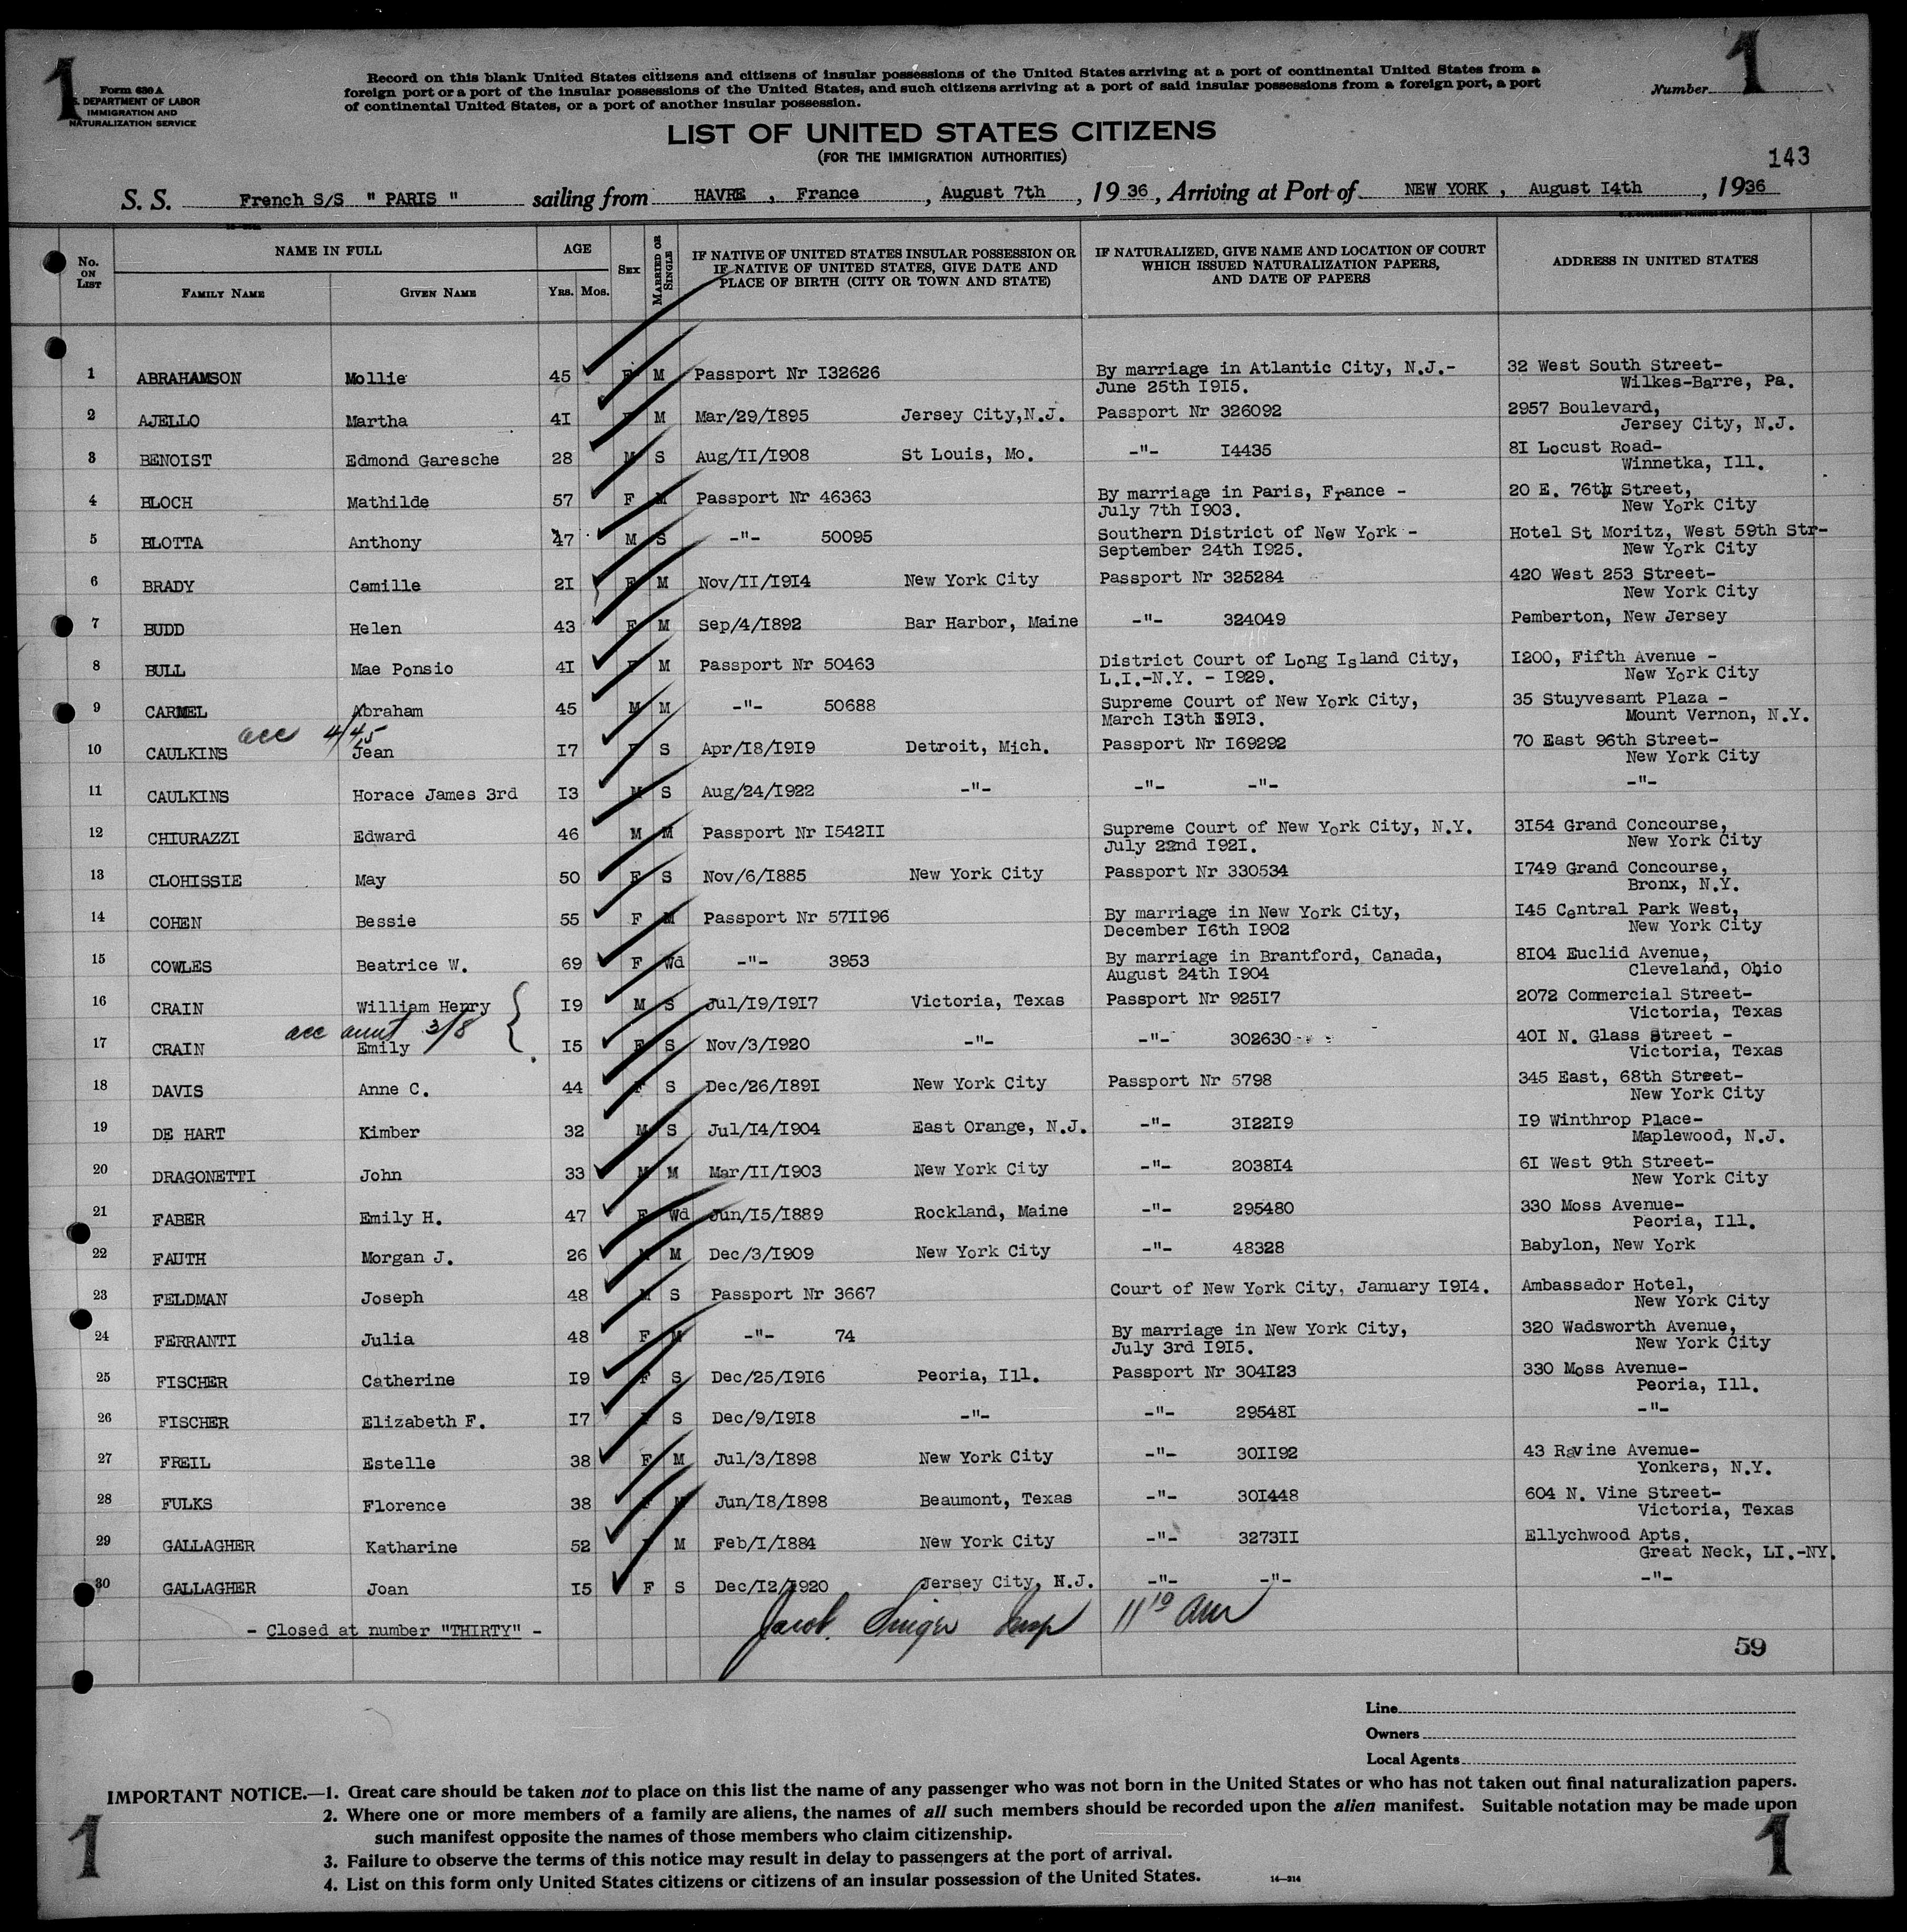 1
1
Form 630 A
U.S. DEPARTMENT OF LABOR
IMMIGRATION AND
NATURALIZATION SERVICE
Record on this blank United States citizens and citizens of insular possessions of the United States arriving at a port of continental United States from a
foreign port or a port of the insular possessions of the United States, and such citizens arriving at a port of said insular possessions from a foreign port, a port
of continental United States, or a port of another insular possession.
Number
LIST OF UNITED STATES CITIZENS
(FOR THE IMMIGRATION AUTHORITIES)
143
S. S. French S/S " PARIS " sailing from HAVRE , France , August 7th , 19 36 , Arriving at Port of NEW YORK , August I4th , 1936
No. ON LIST
NAME IN FULL
FAMILY NAME
GIVEN NAME
AGE
YRS. MOS.
SEX
MARRIED OR SINGLE
IF NATIVE OF UNITED STATES INSULAR POSSESSION OR
IF NATIVE OF UNITED STATES, GIVE DATE AND
PLACE OF BIRTH (CITY OR TOWN AND STATE)
IF NATURALIZED, GIVE NAME AND LOCATION OF COURT
WHICH ISSUED NATURALIZATION PAPERS,
AND DATE OF PAPERS
ADDRESS IN UNITED STATES
1 ABRAHAMSON Mollie 45 F M Passport Nr I32626 By marriage in Atlantic City, N.J.- 32 West South Street-
June 25th I9I5. Wilkes-Barre, Pa.
2 AJELLO Martha 4I F M Mar/29/I895 Jersey City,N.J. Passport Nr 326092 2957 Boulevard,
Jersey City, N.J.
3 BENOIST Edmond Garesche 28 M S Aug/II/I908 St Louis, Mo. -"- I4435 8I Locust Road-
Winnetka, Ill.
4 BLOCH Mathilde 57 F M Passport Nr 46363 By marriage in Paris, France - 20 E. 76th Street,
July 7th I903. New York City
5 BLOTTA Anthony 47 M S -"- 50095 Southern District of New York - Hotel St Moritz, West 59th Str-
September 24th I925. New York City
6 BRADY Camille 2I F M Nov/II/I9I4 New York City Passport Nr 325284 420 West 253 Street-
New York City
7 BUDD Helen 43 F M Sep/4/I892 Bar Harbor, Maine -"- 324049 Pemberton, New Jersey
8 BULL Mae Ponsio 4I F M Passport Nr 50463 District Court of Long Island City, I200, Fifth Avenue -
L.I.-N.Y. - I929. New York City
9 CARMEL Abraham 45 M M -"- 50688 Supreme Court of New York City, 35 Stuyvesant Plaza -
March I3th I9I3. Mount Vernon, N.Y.
acc 4/45
10 CAULKINS Jean I7 F S Apr/I8/I9I9 Detroit, Mich. Passport Nr I69292 70 East 96th Street-
New York City
11 CAULKINS Horace James 3rd I3 M S Aug/24/I922 -"- -"- -"- -"-
12 CHIURAZZI Edward 46 M M Passport Nr I542II Supreme Court of New York City, N.Y. 3I54 Grand Concourse,
July 22nd I92I. New York City
13 CLOHISSIE May 50 F S Nov/6/I885 New York City Passport Nr 330534 I749 Grand Concourse,
Bronx, N.Y.
14 COHEN Bessie 55 F M Passport Nr 57II96 By marriage in New York City, I45 Central Park West,
December I6th I902 New York City
15 COWLES Beatrice W. 69 F Wd -"- 3953 By marriage in Brantford, Canada, 8I04 Euclid Avenue,
August 24th I904 Cleveland, Ohio
16 CRAIN William Henry I9 M S Jul/I9/I9I7 Victoria, Texas Passport Nr 925I7 2072 Commercial Street-
Victoria, Texas
acc aunt 3/8
17 CRAIN Emily I5 F S Nov/3/I920 -"- -"- 302630 40I N. Glass Street -
Victoria, Texas
18 DAVIS Anne C. 44 F S Dec/26/I89I New York City Passport Nr 5798 345 East, 68th Street-
New York City
19 DE HART Kimber 32 M S Jul/I4/I904 East Orange, N.J. -"- 3I22I9 I9 Winthrop Place-
Maplewood, N.J.
20 DRAGONETTI John 33 M M Mar/II/I903 New York City -"- 2038I4 6I West 9th Street-
New York City
21 FABER Emily H. 47 F Wd Jun/I5/I889 Rockland, Maine -"- 295480 330 Moss Avenue-
Peoria, Ill.
22 FAUTH Morgan J. 26 M M Dec/3/I909 New York City -"- 48328 Babylon, New York
23 FELDMAN Joseph 48 M S Passport Nr 3667 Court of New York City, January I9I4. Ambassador Hotel,
New York City
24 FERRANTI Julia 48 F M -"- 74 By marriage in New York City, 320 Wadsworth Avenue,
July 3rd I9I5. New York City
25 FISCHER Catherine I9 F S Dec/25/I9I6 Peoria, Ill. Passport Nr 304I23 330 Moss Avenue-
Peoria, Ill.
26 FISCHER Elizabeth F. I7 F S Dec/9/I9I8 -"- -"- 29548I -"-
27 FREIL Estelle 38 F M Jul/3/I898 New York City -"- 30II92 43 Ravine Avenue-
Yonkers, N.Y.
28 FULKS Florence 38 F M Jun/I8/I898 Beaumont, Texas -"- 30I448 604 N. Vine Street-
Victoria, Texas
29 GALLAGHER Katharine 52 F M Feb/I/I884 New York City -"- 3273II Ellychwood Apts.
Great Neck, LI.-NY.
30 GALLAGHER Joan I5 F S Dec/I2/I920 Jersey City, N.J. -"- -"- -"-
- Closed at number "THIRTY" - Jacob Singer Insp 11 10 am
59
Line
Owners
Local Agents
IMPORTANT NOTICE.—1. Great care should be taken not to place on this list the name of any passenger who was not born in the United States or who has not taken out final naturalization papers.
2. Where one or more members of a family are aliens, the names of all such members should be recorded upon the alien manifest. Suitable notation may be made upon
such manifest opposite the names of those members who claim citizenship.
3. Failure to observe the terms of this notice may result in delay to passengers at the port of arrival.
4. List on this form only United States citizens or citizens of an insular possession of the United States.
14—314
1
1